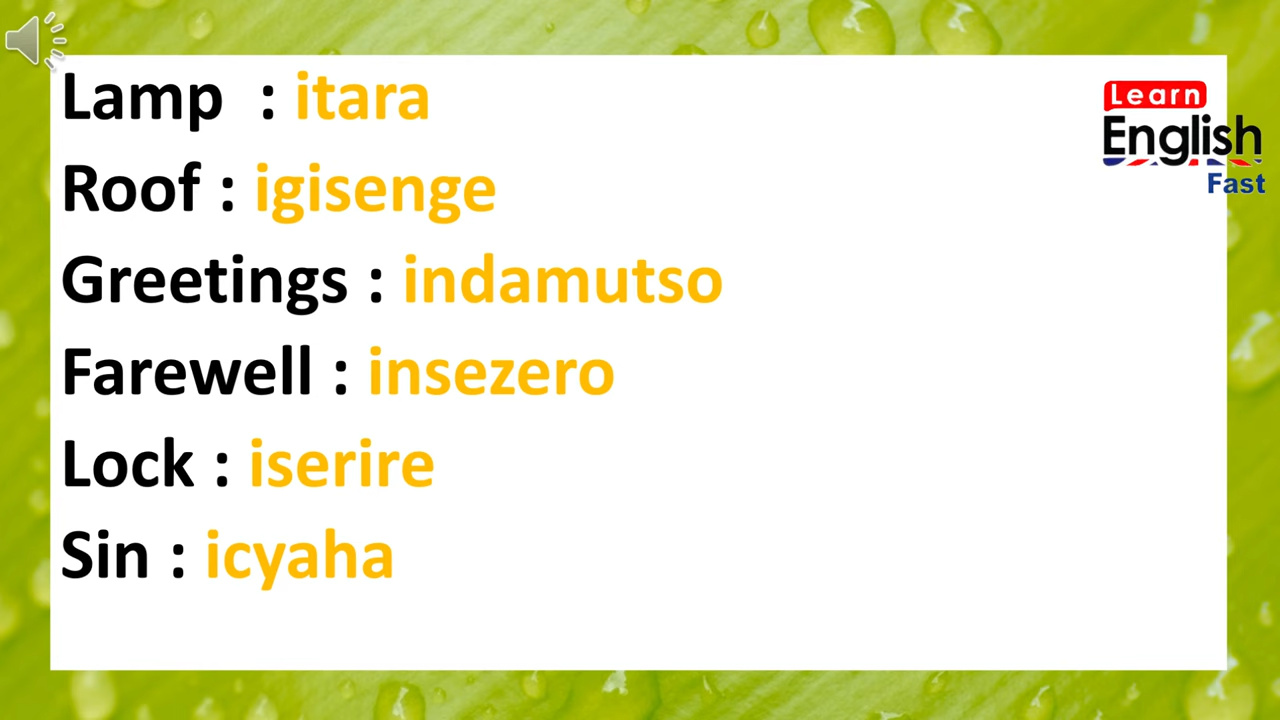 Lamp : itara
Roof : igisenge
Greetings : indamutso
Farewell : insezero
Lock : iserire
Sin : icyaha
Learn
English
Fast